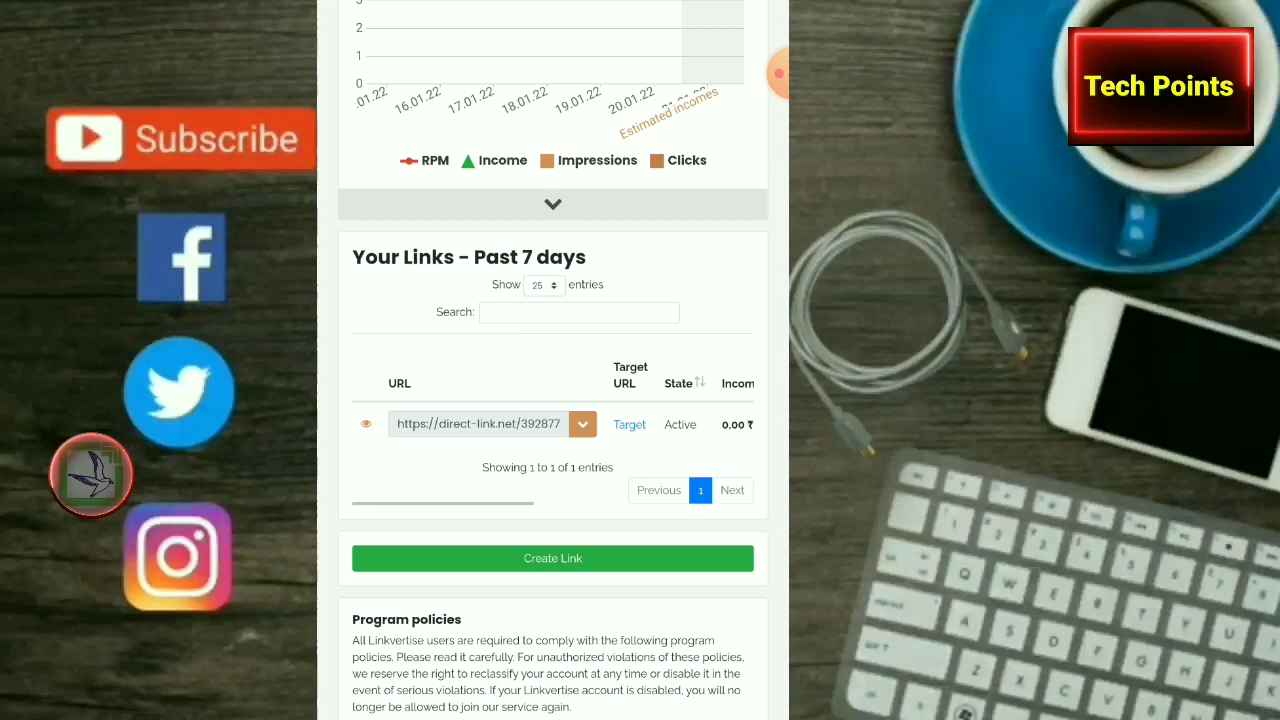 Subscribe
Tech Points
2
1
0
.01.22
16.01.22
17.01.22
18.01.22
19.01.22
20.01.22
Estimated incomes
RPM Income Impressions Clicks
Your Links - Past 7 days
Show 25 entries
Search:
URL Target URL State Incom
https://direct-link.net/392877 Target Active 0.00 ₹
Showing 1 to 1 of 1 entries
Previous 1 Next
Create Link
Program policies
All Linkvertise users are required to comply with the following program
policies. Please read it carefully. For unauthorized violations of these policies,
we reserve the right to reclassify your account at any time or disable it in the
event of serious violations. If your Linkvertise account is disabled, you will no
longer be allowed to join our service again.